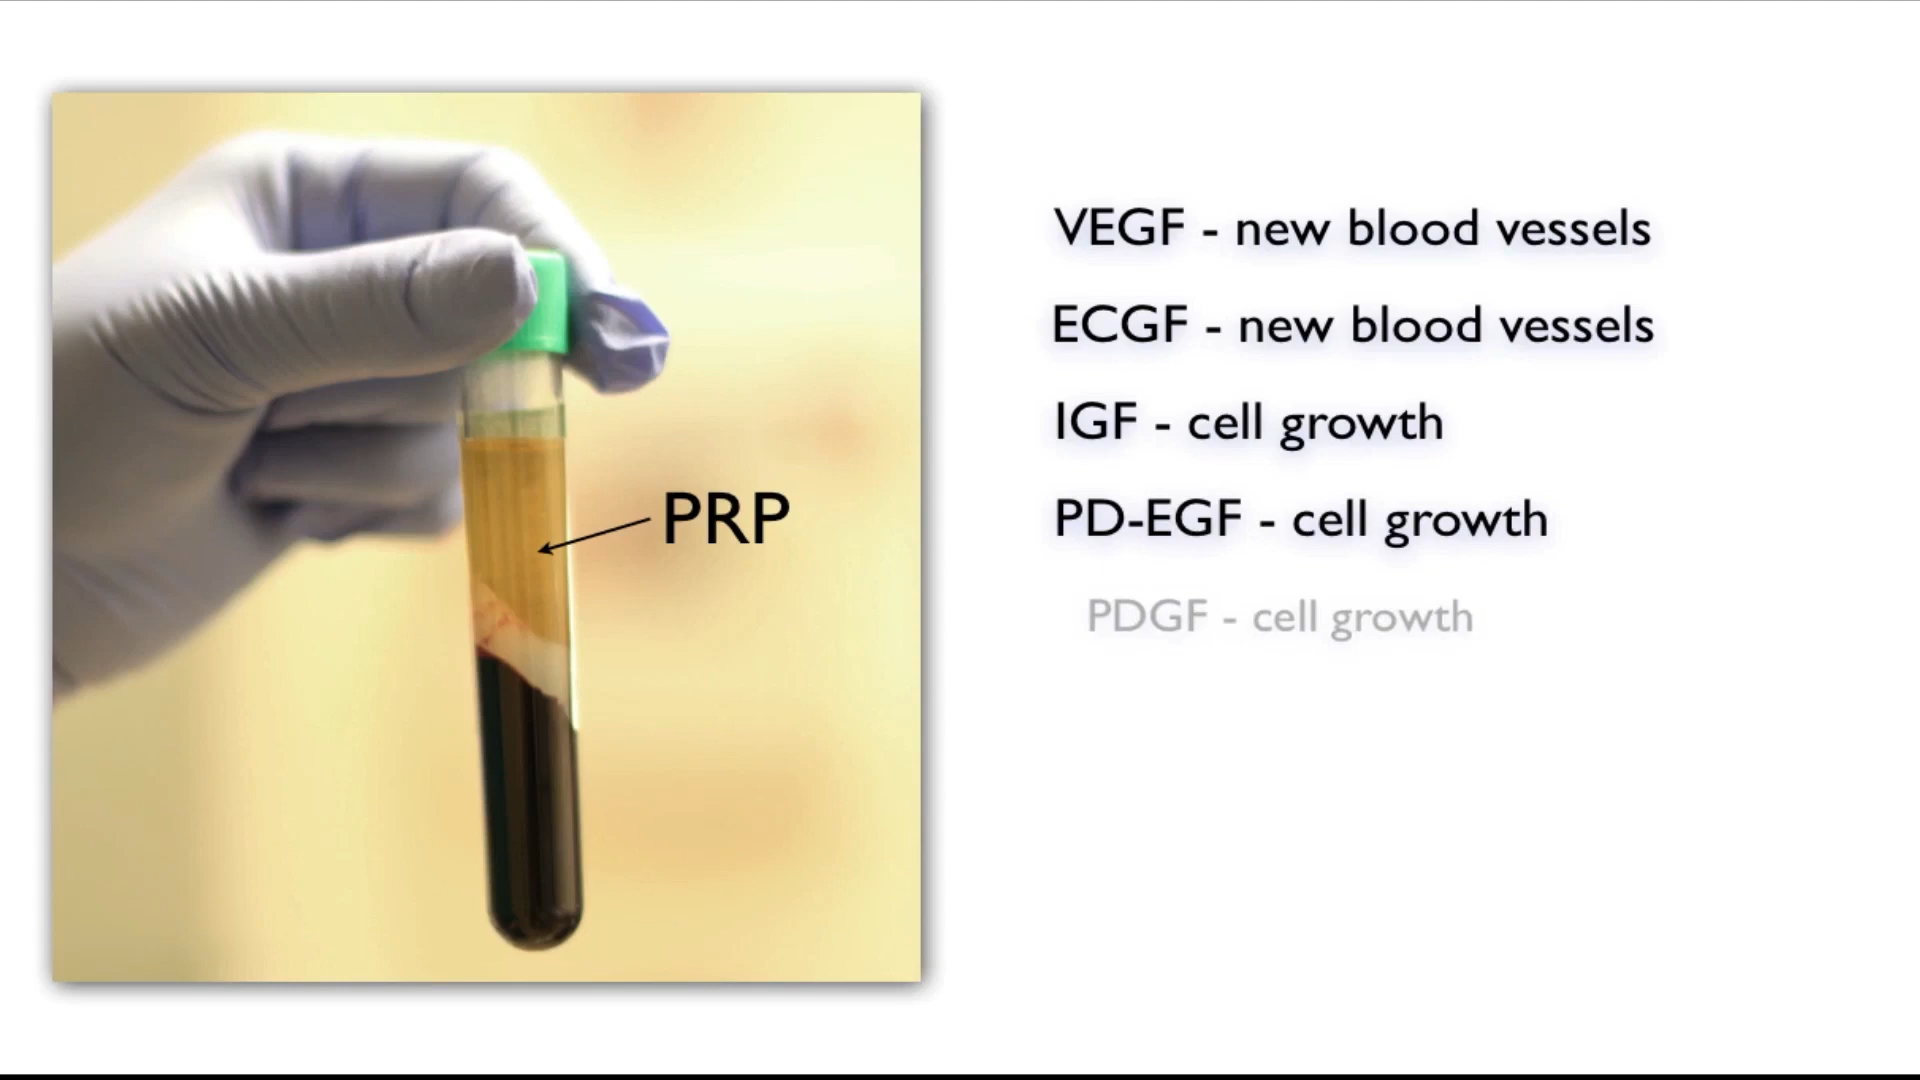 PRP
VEGF - new blood vessels
ECGF - new blood vessels
IGF - cell growth
PD-EGF - cell growth
PDGF - cell growth